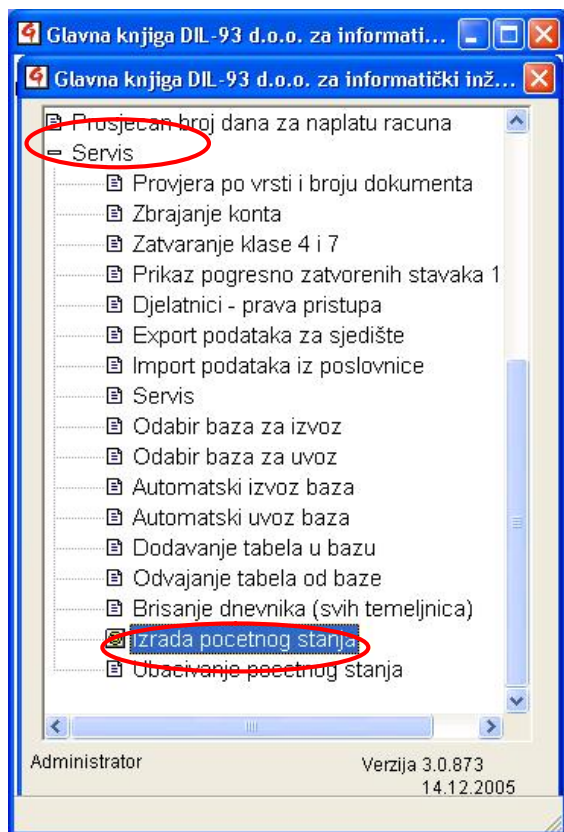 Glavna knjiga DIL-93 d.o.o. za informati...
Glavna knjiga DIL-93 d.o.o. za informatički inž...
Prosjecan broj dana za naplatu racuna
Servis
Provjera po vrsti i broju dokumenta
Zbrajanje konta
Zatvaranje klase 4 i 7
Prikaz pogresno zatvorenih stavaka 1
Djelatnici - prava pristupa
Export podataka za sjedište
Import podataka iz poslovnice
Servis
Odabir baza za izvoz
Odabir baza za uvoz
Automatski izvoz baza
Automatski uvoz baza
Dodavanje tabela u bazu
Odvajanje tabela od baze
Brisanje dnevnika (svih temeljnica)
Izrada pocetnog stanja
Ubacivanje pocetnog stanja
Administrator
Verzija 3.0.873
14.12.2005